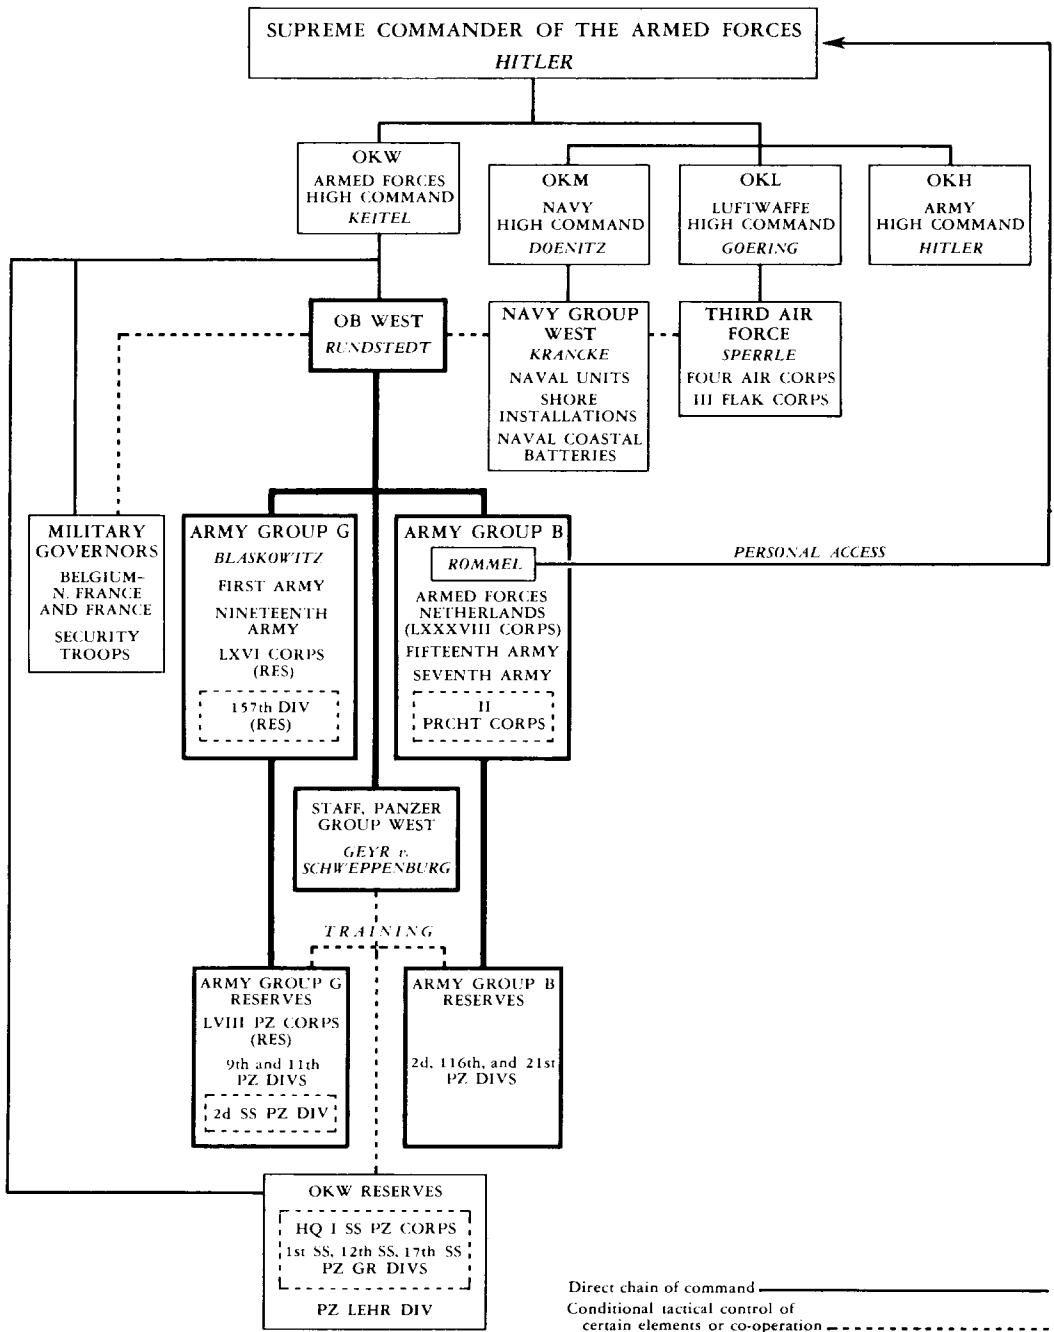 SUPREME COMMANDER OF THE ARMED FORCES
HITLER
OKW
ARMED FORCES
HIGH COMMAND
KEITEL
OKM
NAVY
HIGH COMMAND
DOENITZ
OKL
LUFTWAFFE
HIGH COMMAND
GOERING
OKH
ARMY
HIGH COMMAND
HITLER
OB WEST
RUNDSTEDT
NAVY GROUP
WEST
KRANCKE
NAVAL UNITS
SHORE
INSTALLATIONS
NAVAL COASTAL
BATTERIES
THIRD AIR
FORCE
SPERRLE
FOUR AIR CORPS
III FLAK CORPS
MILITARY
GOVERNORS
BELGIUM-
N. FRANCE
AND FRANCE
SECURITY
TROOPS
ARMY GROUP G
BLASKOWITZ
FIRST ARMY
NINETEENTH
ARMY
LXVI CORPS
(RES)
157th DIV
(RES)
ARMY GROUP B
ROMMEL
ARMED FORCES
NETHERLANDS
(LXXXVIII CORPS)
FIFTEENTH ARMY
SEVENTH ARMY
II
PRCHT CORPS
PERSONAL ACCESS
STAFF, PANZER
GROUP WEST
GEYR v.
SCHWEPPENBURG
TRAINING
ARMY GROUP G
RESERVES
LVIII PZ CORPS
(RES)
9th and 11th
PZ DIVS
2d SS PZ DIV
ARMY GROUP B
RESERVES
2d, 116th, and 21st
PZ DIVS
OKW RESERVES
HQ I SS PZ CORPS
1st SS, 12th SS, 17th SS
PZ GR DIVS
PZ LEHR DIV
Direct chain of command
Conditional tactical control of
certain elements or co-operation